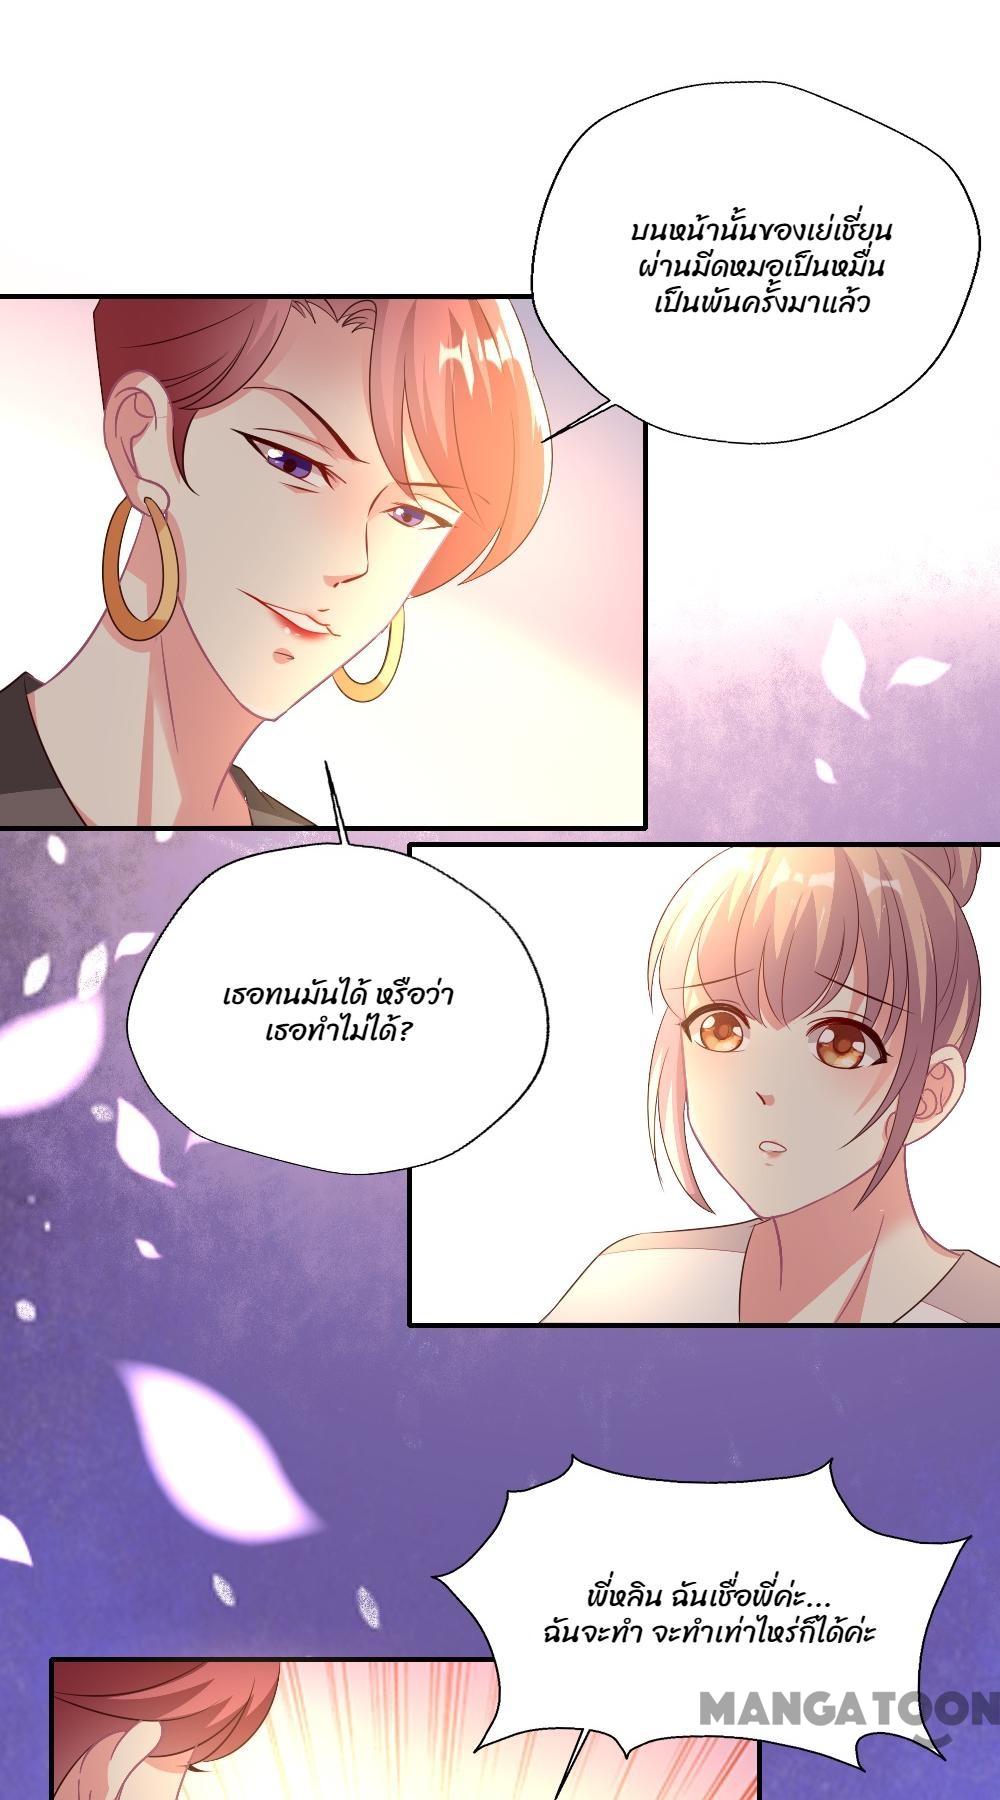 บนหน้านั้นของเย่เชี่ยน
ผ่านมีดหมอเป็นหมื่น
เป็นพันครั้งมาแล้ว
เธอทนมันได้ หรือว่า
เธอทำไม่ได้?
พี่หลิน ฉันเชื่อพี่ค่ะ...
ฉันจะทำ จะทำเท่าไหร่ก็ได้ค่ะ
MANGATOON